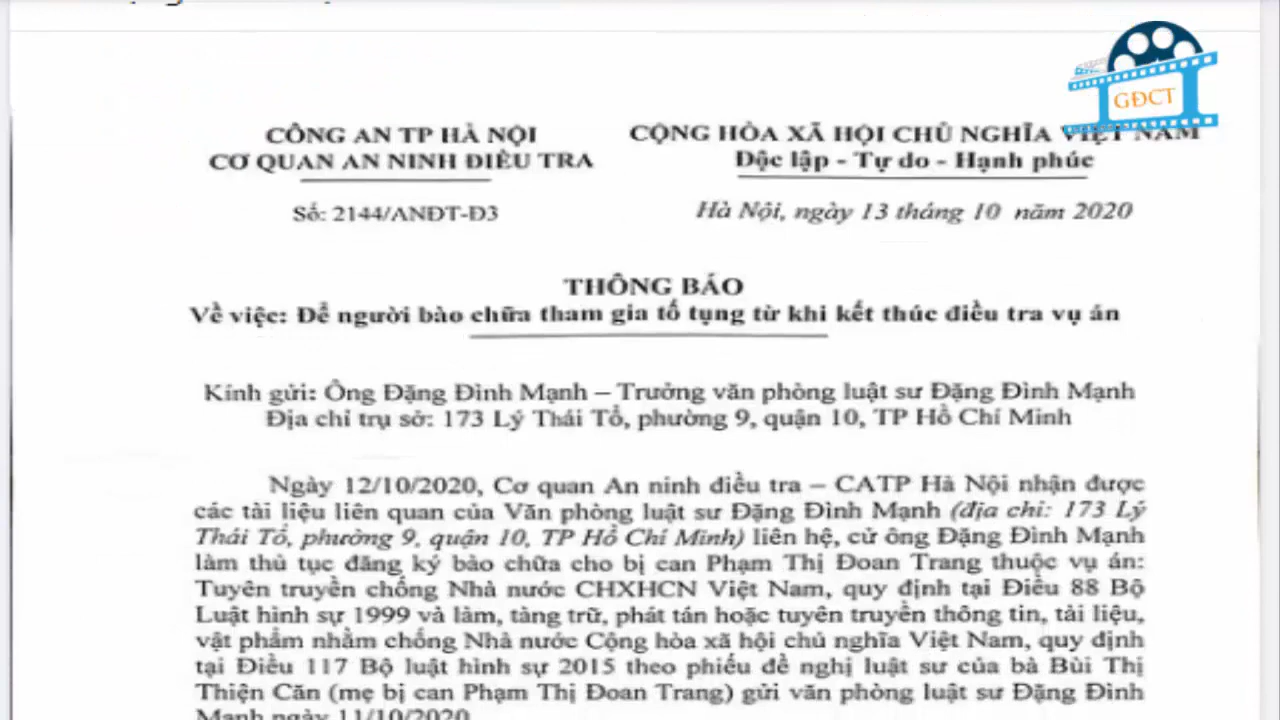 GĐCT
CÔNG AN TP HÀ NỘI
CƠ QUAN AN NINH ĐIỀU TRA
Số: 2144/ANĐT-Đ3
CỘNG HÒA XÃ HỘI CHỦ NGHĨA VIỆT NAM
Độc lập - Tự do - Hạnh phúc
Hà Nội, ngày 13 tháng 10 năm 2020
THÔNG BÁO
Về việc: Để người bào chữa tham gia tố tụng từ khi kết thúc điều tra vụ án
Kính gửi: Ông Đặng Đình Mạnh – Trưởng văn phòng luật sư Đặng Đình Mạnh
Địa chỉ trụ sở: 173 Lý Thái Tổ, phường 9, quận 10, TP Hồ Chí Minh
Ngày 12/10/2020, Cơ quan An ninh điều tra – CATP Hà Nội nhận được
các tài liệu liên quan của Văn phòng luật sư Đặng Đình Mạnh (địa chỉ: 173 Lý
Thái Tổ, phường 9, quận 10, TP Hồ Chí Minh) liên hệ, cử ông Đặng Đình Mạnh
làm thủ tục đăng ký bào chữa cho bị can Phạm Thị Đoan Trang thuộc vụ án:
Tuyên truyền chống Nhà nước CHXHCN Việt Nam, quy định tại Điều 88 Bộ
Luật hình sự 1999 và làm, tàng trữ, phát tán hoặc tuyên truyền thông tin, tài liệu,
vật phẩm nhằm chống Nhà nước Cộng hòa xã hội chủ nghĩa Việt Nam, quy định
tại Điều 117 Bộ luật hình sự 2015 theo phiếu đề nghị luật sư của bà Bùi Thị
Thiện Căn (mẹ bị can Phạm Thị Đoan Trang) gửi văn phòng luật sư Đặng Đình
Mạnh ngày 11/10/2020